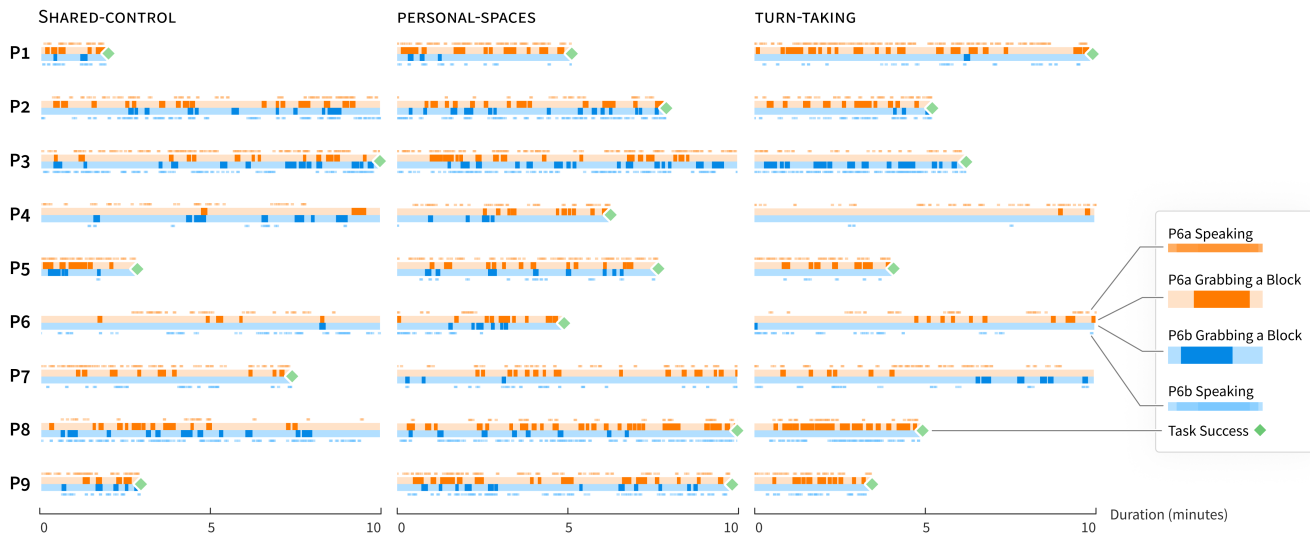 SHARED-CONTROL PERSONAL-SPACES TURN-TAKING
P1
P2
P3
P4
P5
P6
P7
P8
P9
P6a Speaking
P6a Grabbing a Block
P6b Grabbing a Block
P6b Speaking
Task Success
0 5 10 0 5 10 0 5 10 Duration (minutes)